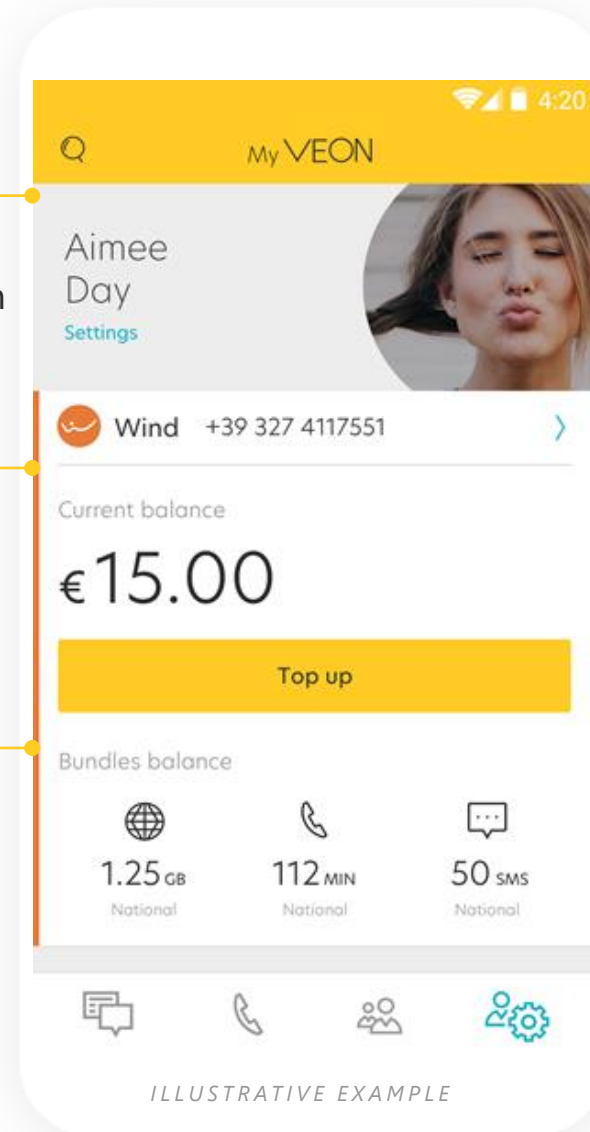 4:20
My VEON
Aimee
Day
Settings
Wind +39 327 4117551
Current balance
€15.00
Top up
Bundles balance
1.25 GB 112 MIN 50 SMS
National National National
ILLUSTRATIVE EXAMPLE